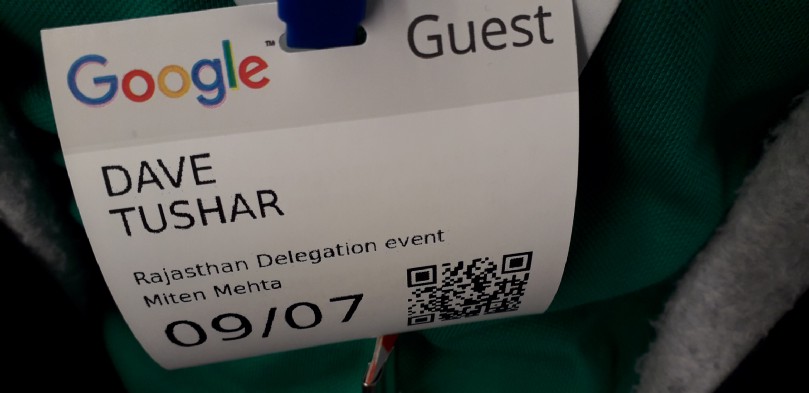 Google™
Guest
DAVE
TUSHAR
Rajasthan Delegation event
Miten Mehta
09/07